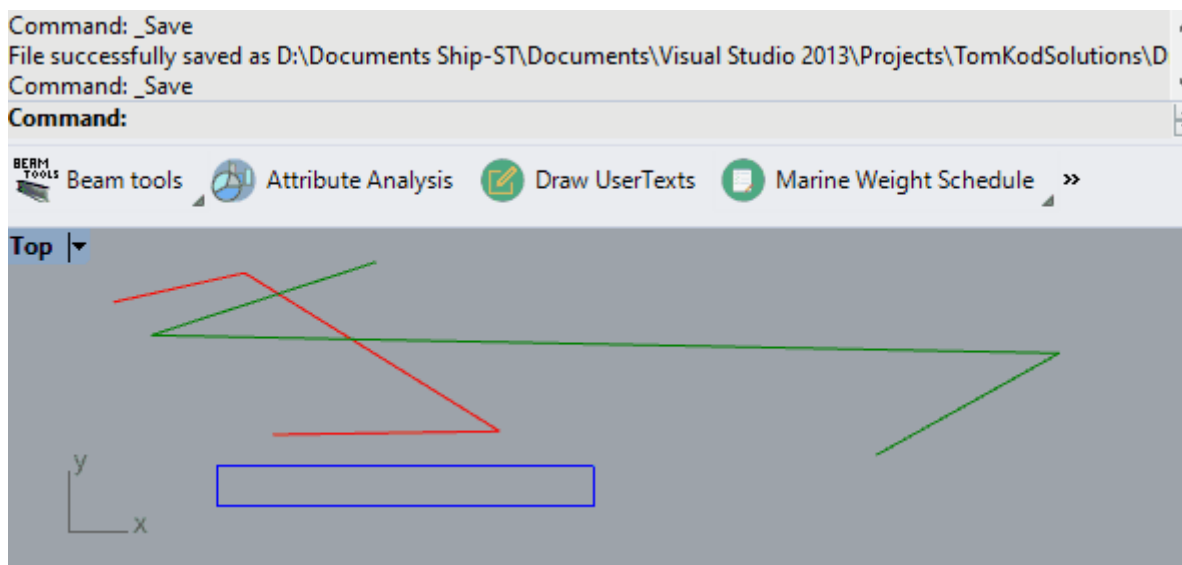 Command: _Save
File successfully saved as D:\Documents Ship-ST\Documents\Visual Studio 2013\Projects\TomKodSolutions\D
Command: _Save
Command:
BEAM TOOLS Beam tools Attribute Analysis Draw UserTexts Marine Weight Schedule »
Top
y
x